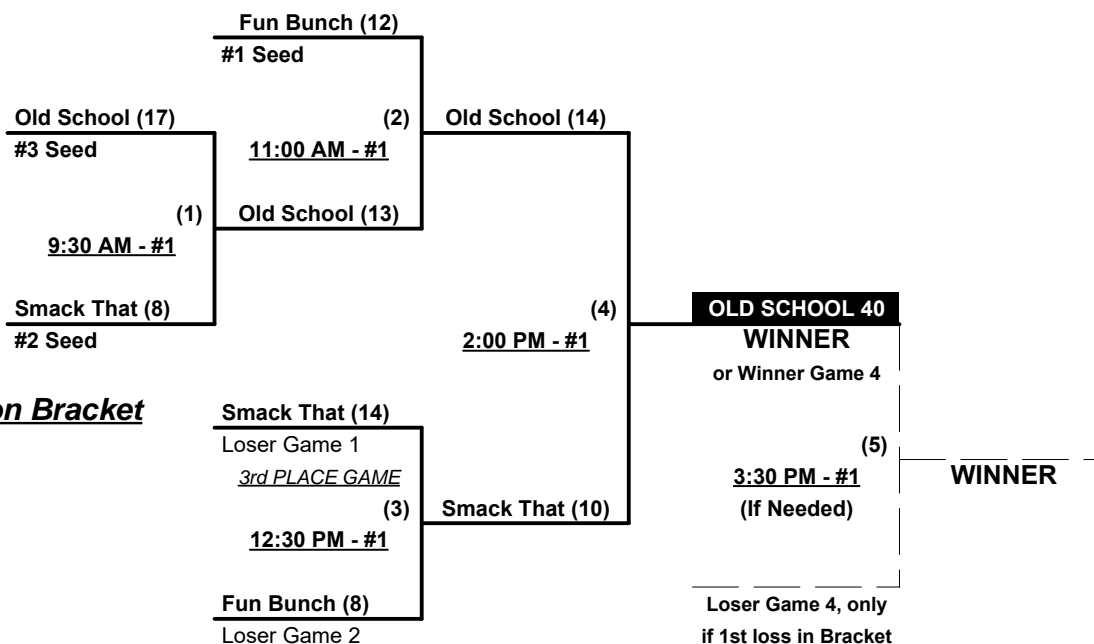 Fun Bunch (12)
#1 Seed
Old School (17)
(2)
Old School (14)
#3 Seed
11:00 AM - #1
(1)
Old School (13)
9:30 AM - #1
Smack That (8)
(4)
OLD SCHOOL 40
#2 Seed
2:00 PM - #1
WINNER
or Winner Game 4
on Bracket
Smack That (14)
Loser Game 1
(5)
3rd PLACE GAME
3:30 PM - #1
WINNER
(3)
Smack That (10)
(If Needed)
12:30 PM - #1
Fun Bunch (8)
Loser Game 4, only
Loser Game 2
if 1st loss in Bracket